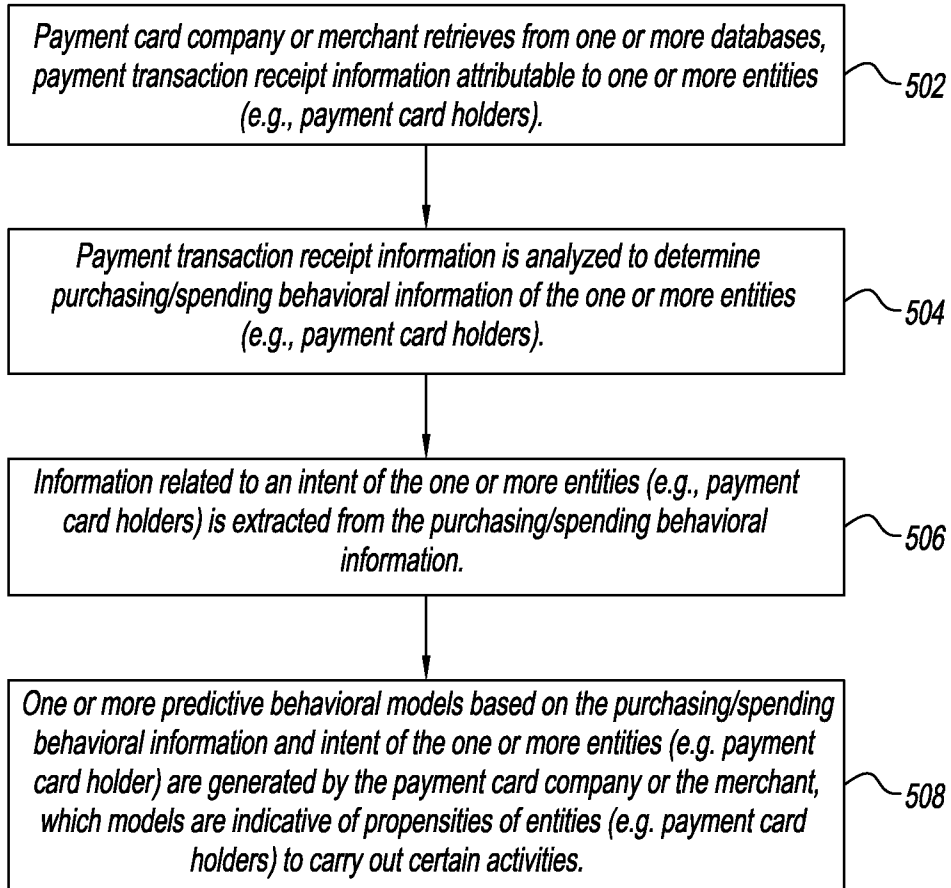 Payment card company or merchant retrieves from one or more databases,
payment transaction receipt information attributable to one or more entities
(e.g., payment card holders).
502
Payment transaction receipt information is analyzed to determine
purchasing/spending behavioral information of the one or more entities
(e.g., payment card holders).
504
Information related to an intent of the one or more entities (e.g., payment
card holders) is extracted from the purchasing/spending behavioral
information.
506
One or more predictive behavioral models based on the purchasing/spending
behavioral information and intent of the one or more entities (e.g. payment
card holder) are generated by the payment card company or the merchant,
which models are indicative of propensities of entities (e.g. payment card
holders) to carry out certain activities.
508